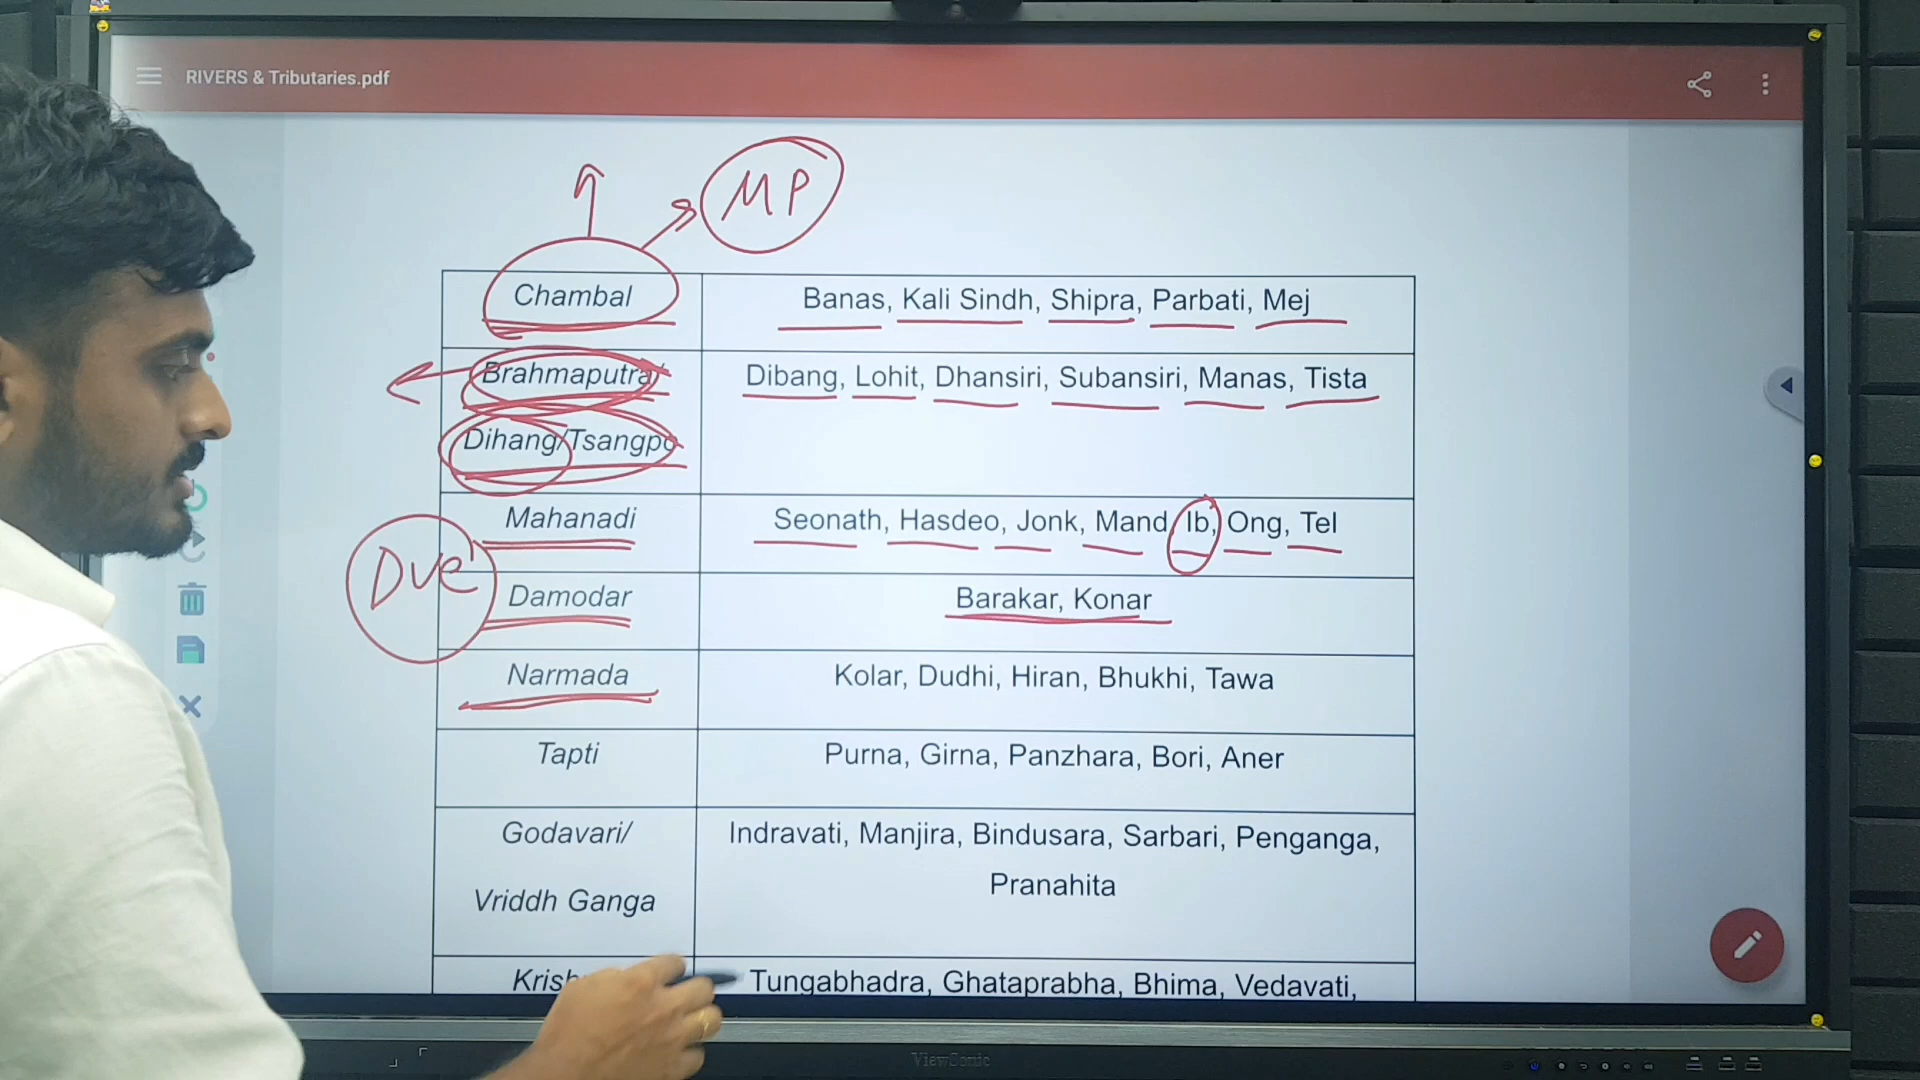 RIVERS & Tributaries.pdf
MP
Chambal
Banas, Kali Sindh, Shipra, Parbati, Mej
Brahmaputra/
Dihang/Tsangpo
Dibang, Lohit, Dhansiri, Subansiri, Manas, Tista
Mahanadi
Seonath, Hasdeo, Jonk, Mand, Ib, Ong, Tel
DVC
Damodar
Barakar, Konar
Narmada
Kolar, Dudhi, Hiran, Bhukhi, Tawa
Tapti
Purna, Girna, Panzhara, Bori, Aner
Godavari/
Vriddh Ganga
Indravati, Manjira, Bindusara, Sarbari, Penganga,
Pranahita
Tungabhadra, Ghataprabha, Bhima, Vedavati,
ViewSonic